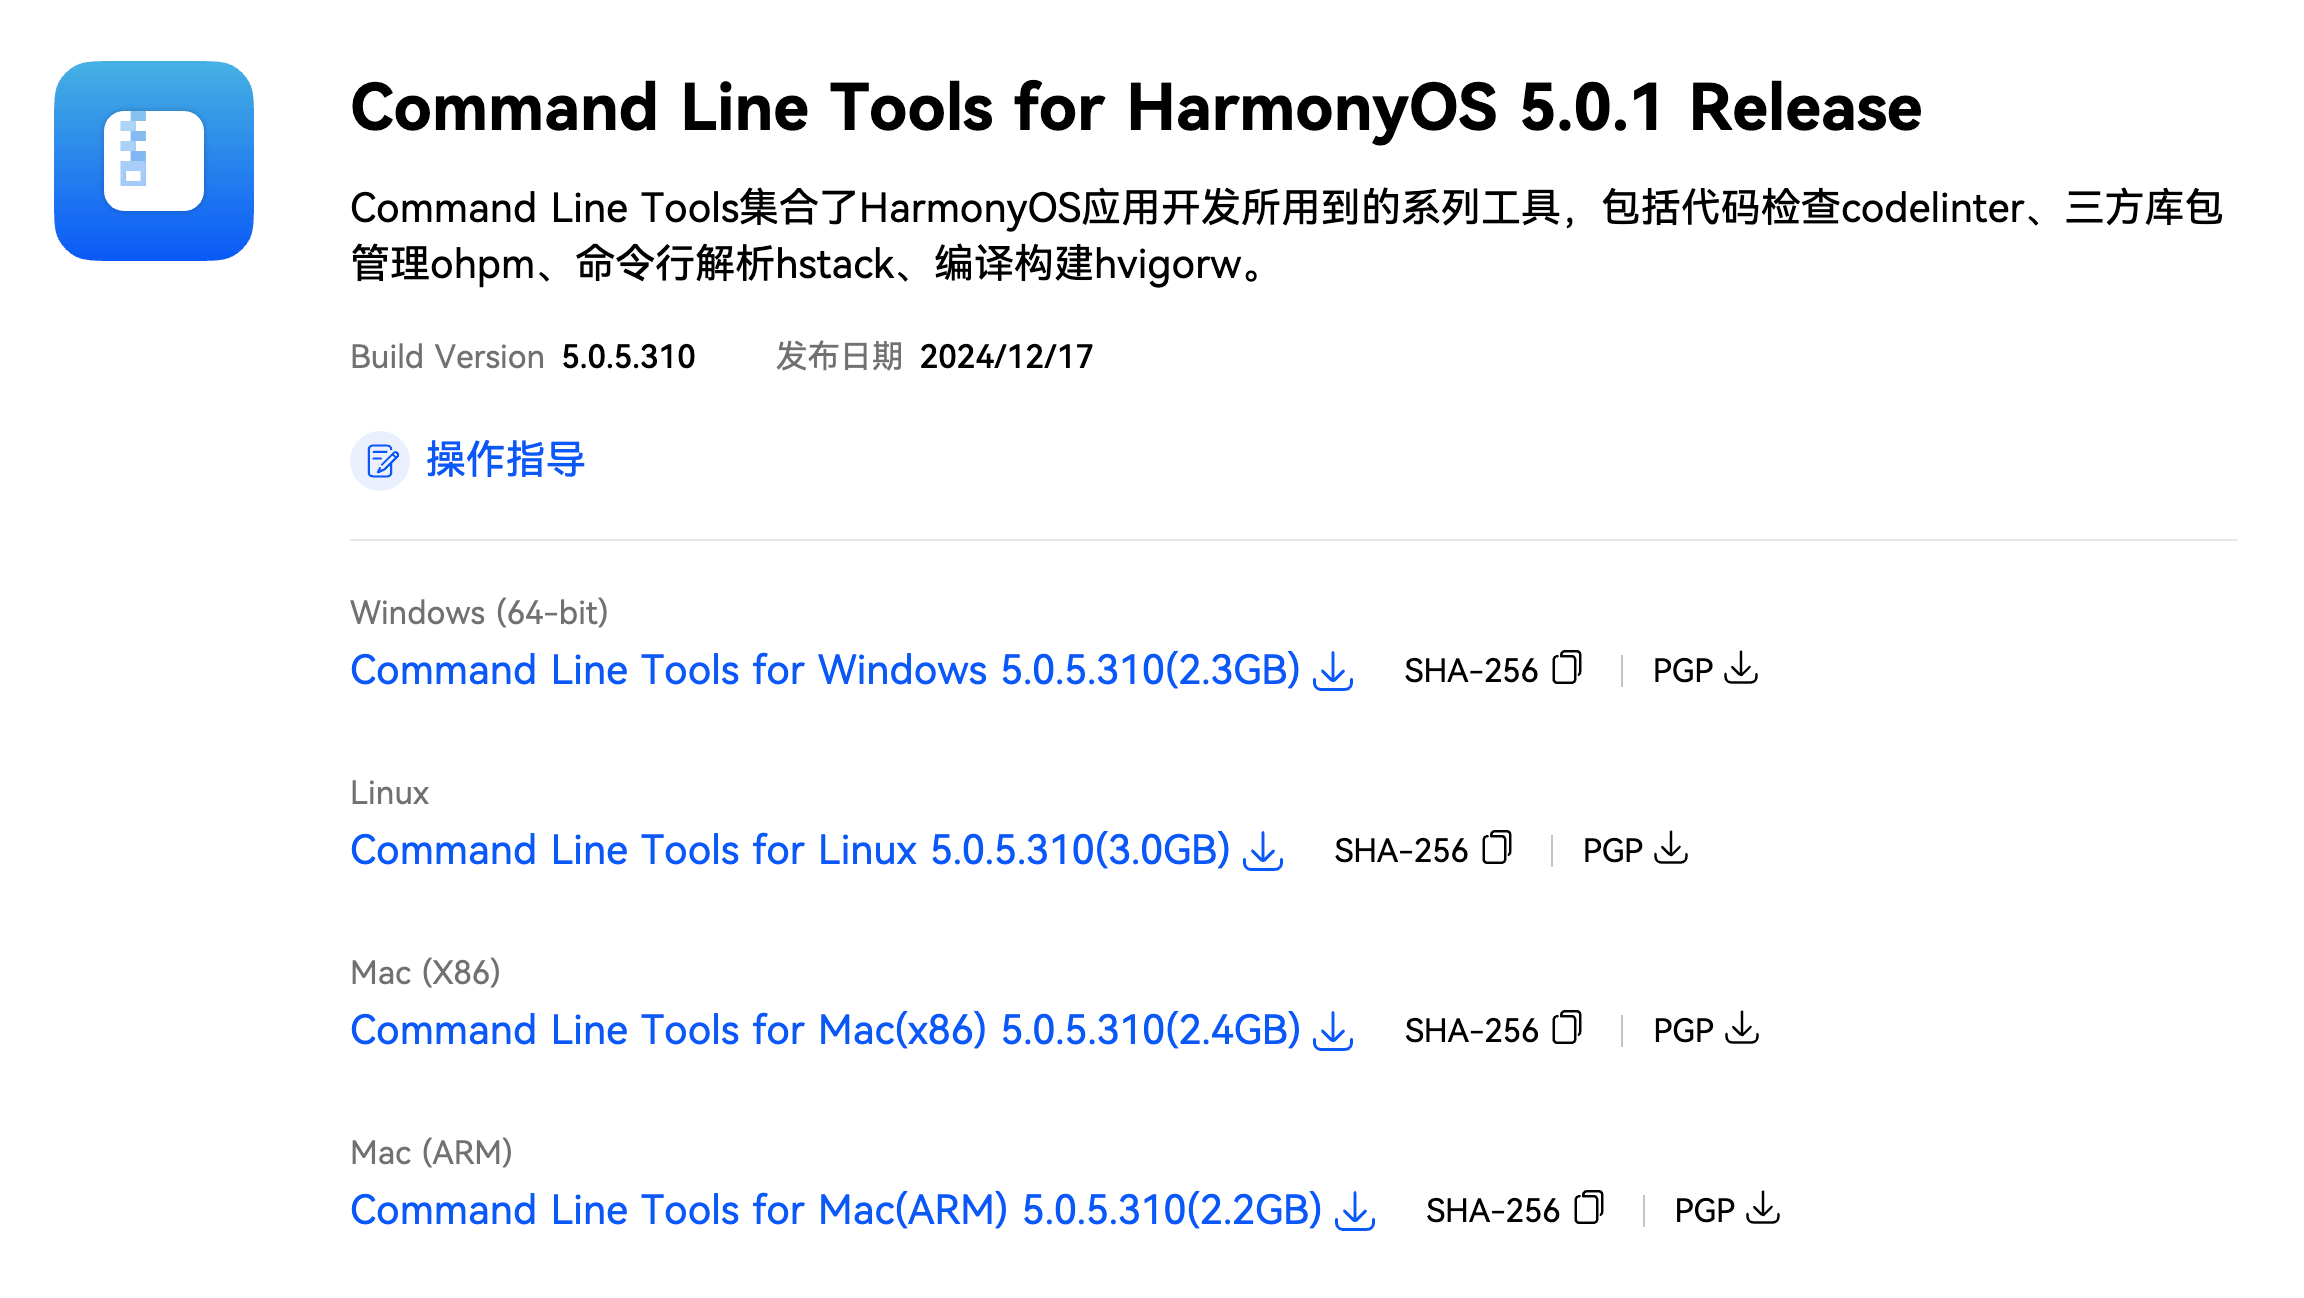 Command Line Tools for HarmonyOS 5.0.1 Release
Command Line Tools集合了HarmonyOS应用开发所用到的系列工具，包括代码检查codelinter、三方库包
管理ohpm、命令行解析hstack、编译构建hvigorw。
Build Version 5.0.5.310 发布日期 2024/12/17
操作指导
Windows (64-bit)
Command Line Tools for Windows 5.0.5.310(2.3GB) SHA-256 PGP
Linux
Command Line Tools for Linux 5.0.5.310(3.0GB) SHA-256 PGP
Mac (X86)
Command Line Tools for Mac(x86) 5.0.5.310(2.4GB) SHA-256 PGP
Mac (ARM)
Command Line Tools for Mac(ARM) 5.0.5.310(2.2GB) SHA-256 PGP